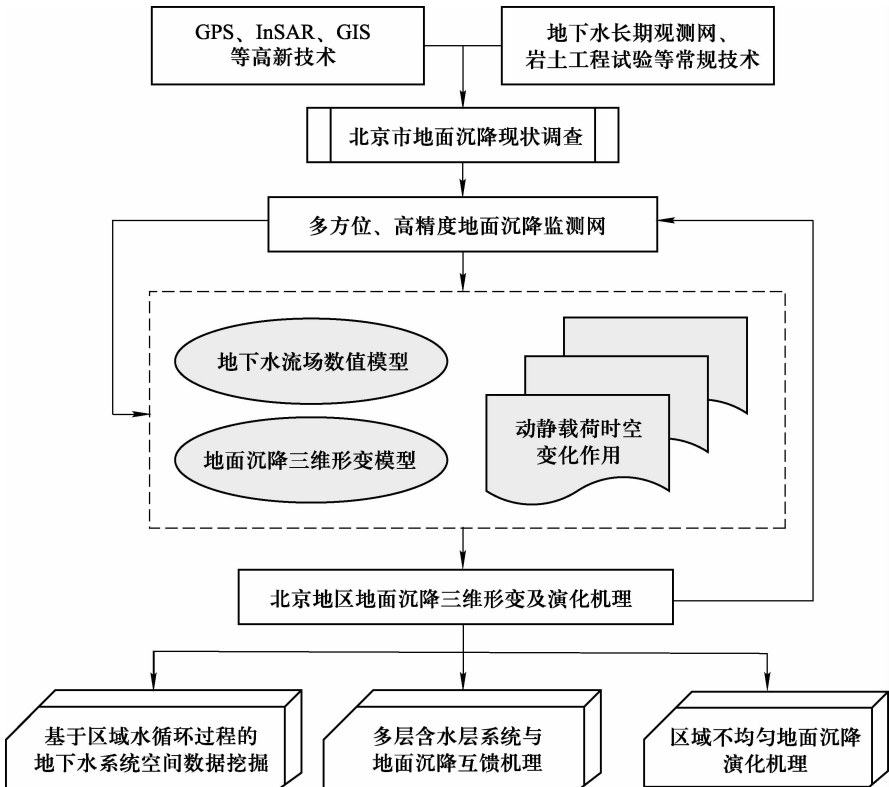 GPS、InSAR、GIS
等高新技术
地下水长期观测网、
岩土工程试验等常规技术
北京市地面沉降现状调查
多方位、高精度地面沉降监测网
地下水流场数值模型
地面沉降三维形变模型
动静载荷时空
变化作用
北京地区地面沉降三维形变及演化机理
基于区域水循环过程的
地下水系统空间数据挖掘
多层含水层系统与
地面沉降互馈机理
区域不均匀地面沉降
演化机理